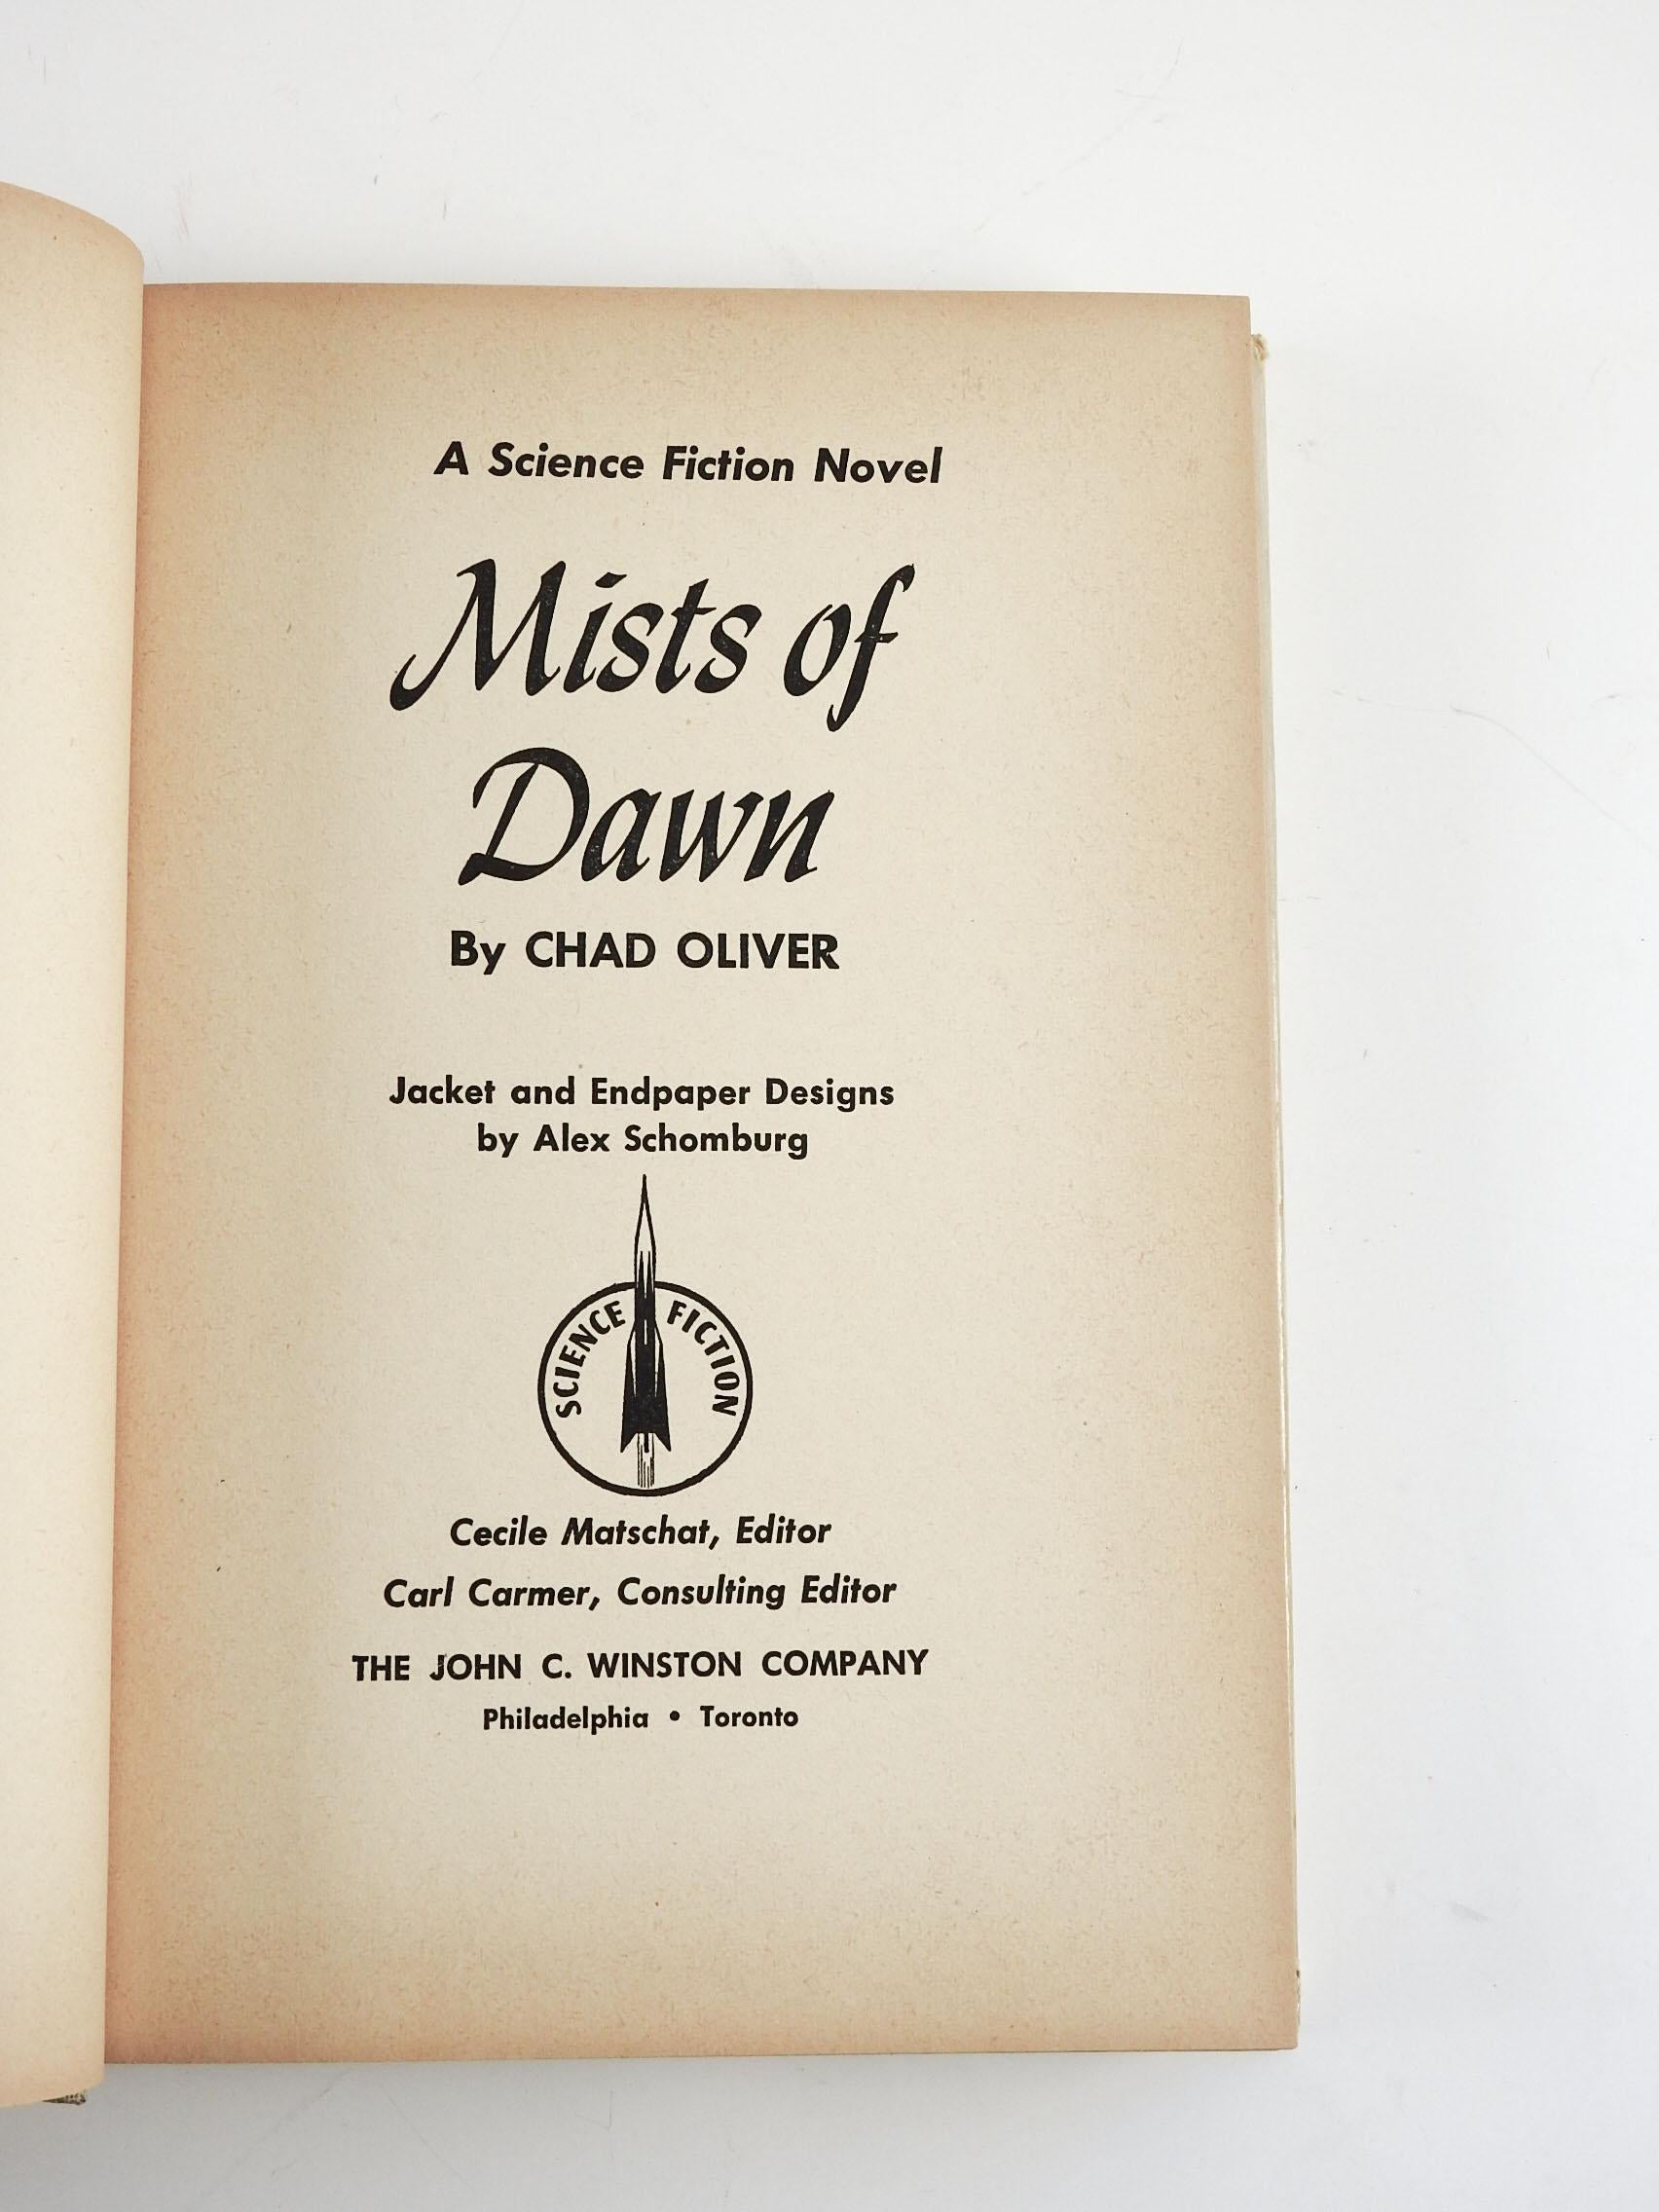 A Science Fiction Novel
Mists of
Dawn
By CHAD OLIVER
Jacket and Endpaper Designs
by Alex Schomburg
SCIENCE FICTION
Cecile Matschat, Editor
Carl Carmer, Consulting Editor
THE JOHN C. WINSTON COMPANY
Philadelphia • Toronto